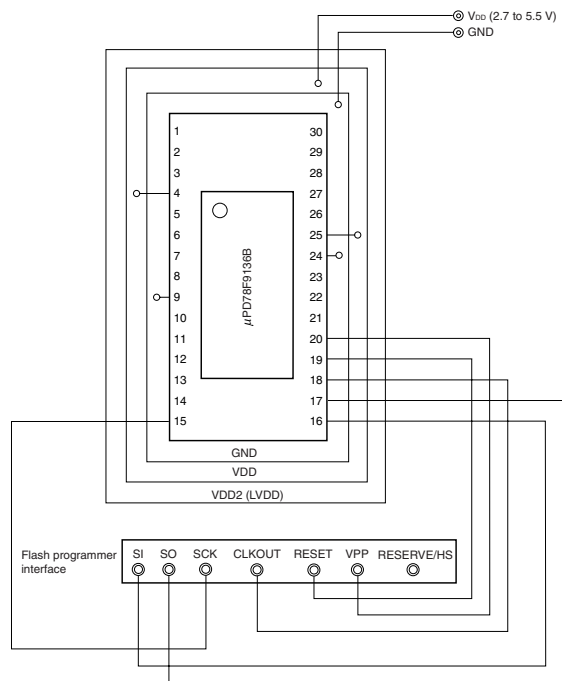 VDD (2.7 to 5.5 V)
GND
1 30
2 29
3 28
4 27
5 26
6 25
7 24
8 23
9 22
10 21
11 20
12 19
13 18
14 17
15 16
µPD78F9136B
GND
VDD
VDD2 (LVDD)
Flash programmer
interface
SI SO SCK CLKOUT RESET VPP RESERVE/HS